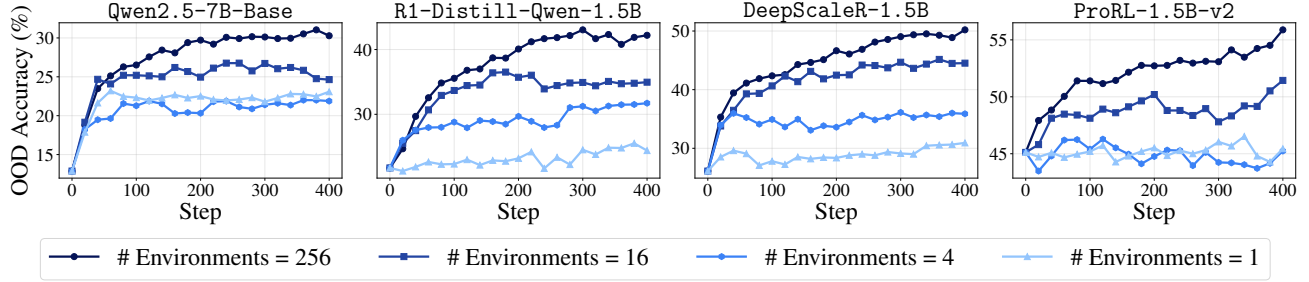 Qwen2.5-7B-Base
R1-Distill-Qwen-1.5B
DeepScaleR-1.5B
ProRL-1.5B-v2
OOD Accuracy (%)
30
25
20
15
0 100 200 300 400
Step
40
30
0 100 200 300 400
Step
50
40
30
0 100 200 300 400
Step
55
50
45
0 100 200 300 400
Step
# Environments = 256
# Environments = 16
# Environments = 4
# Environments = 1